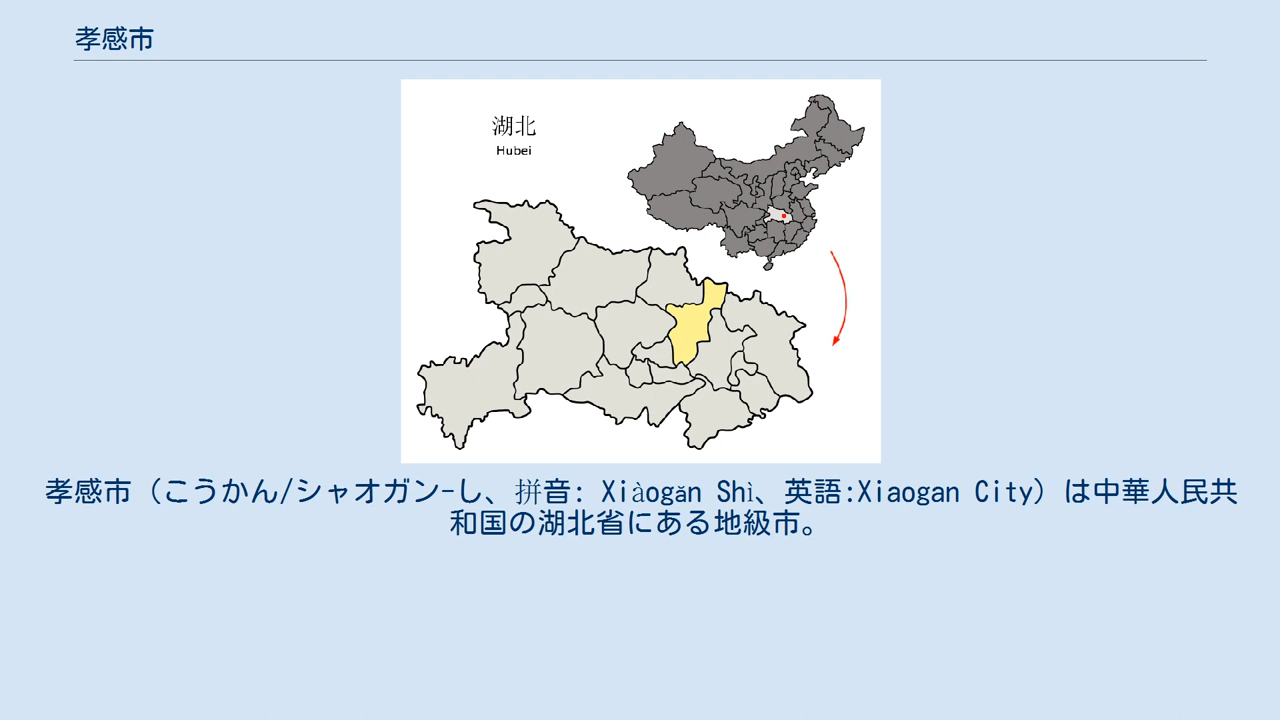 孝感市
湖北
Hubei
孝感市（こうかん/シャオガン-し、拼音: Xiàogǎn Shì、英語:Xiaogan City）は中華人民共
和国の湖北省にある地級市。